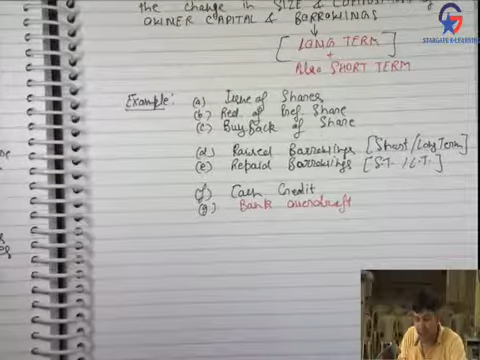 the change in SIZE & COMPOSITION of
OWNER CAPITAL & BORROWINGS
[LONG TERM]
+
Also SHORT TERM
STARGATE E-LEARN
Example:- (a) Issue of Shares
(b) Red. of Pref. Share
(c) Buy Back of Share
(d) Raised Borrowings [Short/Long Term]
(e) Repaid Borrowings [S.T./L.T.]
(f) Cash Credit
(g) Bank overdraft